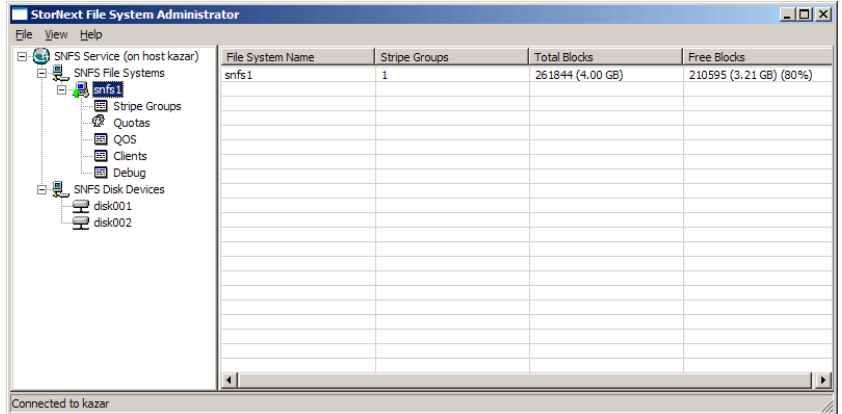 StorNext File System Administrator
File View Help
SNFS Service (on host kazar)
SNFS File Systems
snfs1
Stripe Groups
Quotas
QOS
Clients
Debug
SNFS Disk Devices
disk001
disk002
File System Name Stripe Groups Total Blocks Free Blocks
snfs1 1 261844 (4.00 GB) 210595 (3.21 GB) (80%)
Connected to kazar